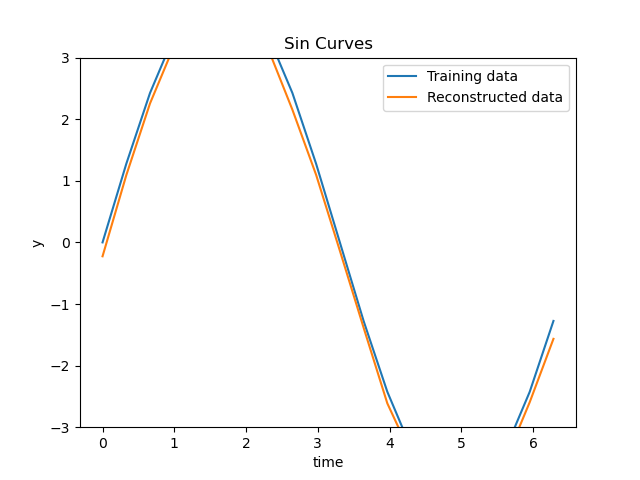 Sin Curves
Training data
Reconstructed data
y
3
2
1
0
−1
−2
−3
0 1 2 3 4 5 6
time